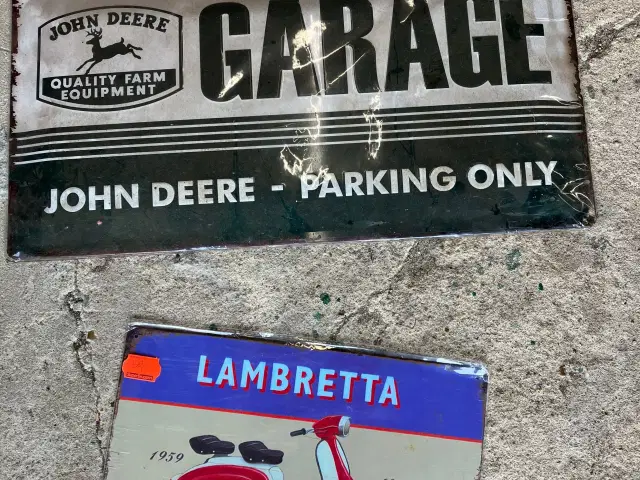 JOHN DEERE
QUALITY FARM
EQUIPMENT
GARAGE
JOHN DEERE - PARKING ONLY
LAMBRETTA
1959